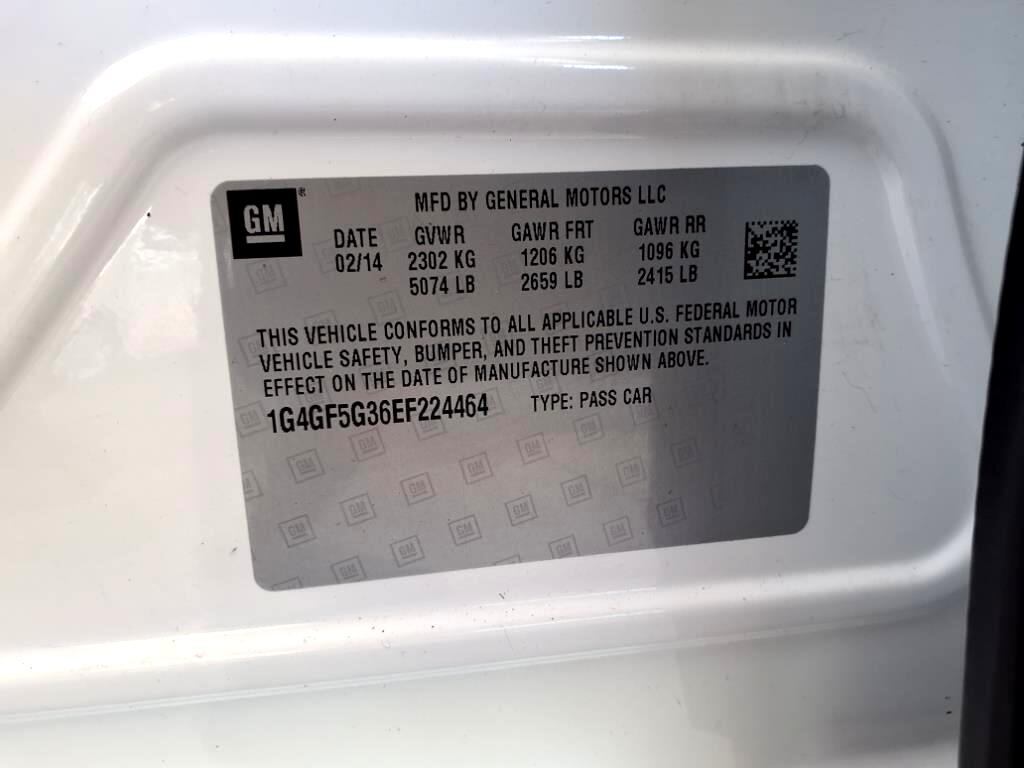 GM®
MFD BY GENERAL MOTORS LLC
DATE GVWR GAWR FRT GAWR RR
02/14 2302 KG 1206 KG 1096 KG
5074 LB 2659 LB 2415 LB
THIS VEHICLE CONFORMS TO ALL APPLICABLE U.S. FEDERAL MOTOR
VEHICLE SAFETY, BUMPER, AND THEFT PREVENTION STANDARDS IN
EFFECT ON THE DATE OF MANUFACTURE SHOWN ABOVE.
1G4GF5G36EF224464 TYPE: PASS CAR